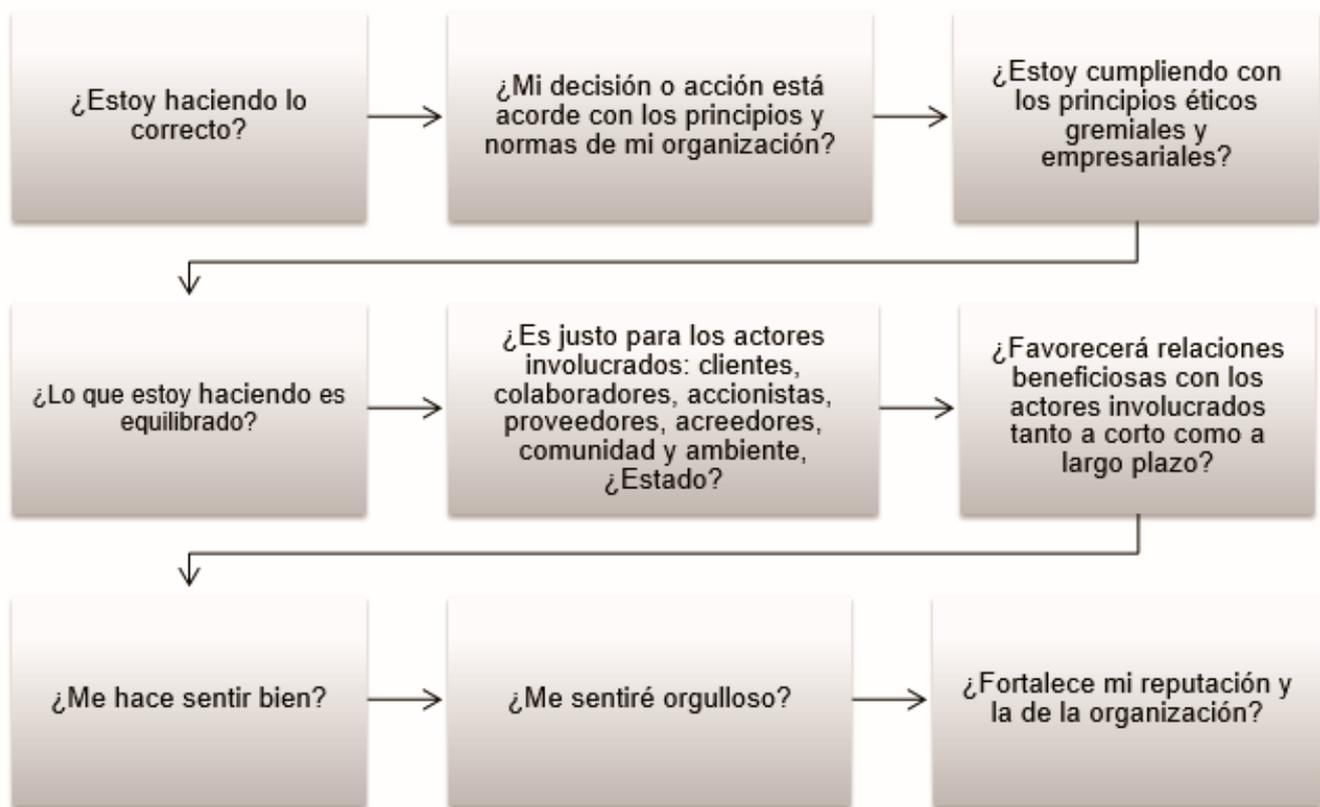 ¿Estoy haciendo lo
correcto?
¿Mi decisión o acción está
acorde con los principios y
normas de mi organización?
¿Estoy cumpliendo con
los principios éticos
gremiales y
empresariales?
¿Lo que estoy haciendo es
equilibrado?
¿Es justo para los actores
involucrados: clientes,
colaboradores, accionistas,
proveedores, acreedores,
comunidad y ambiente,
¿Estado?
¿Favorecerá relaciones
beneficiosas con los
actores involucrados
tanto a corto como a
largo plazo?
¿Me hace sentir bien?
¿Me sentiré orgulloso?
¿Fortalece mi reputación y
la de la organización?